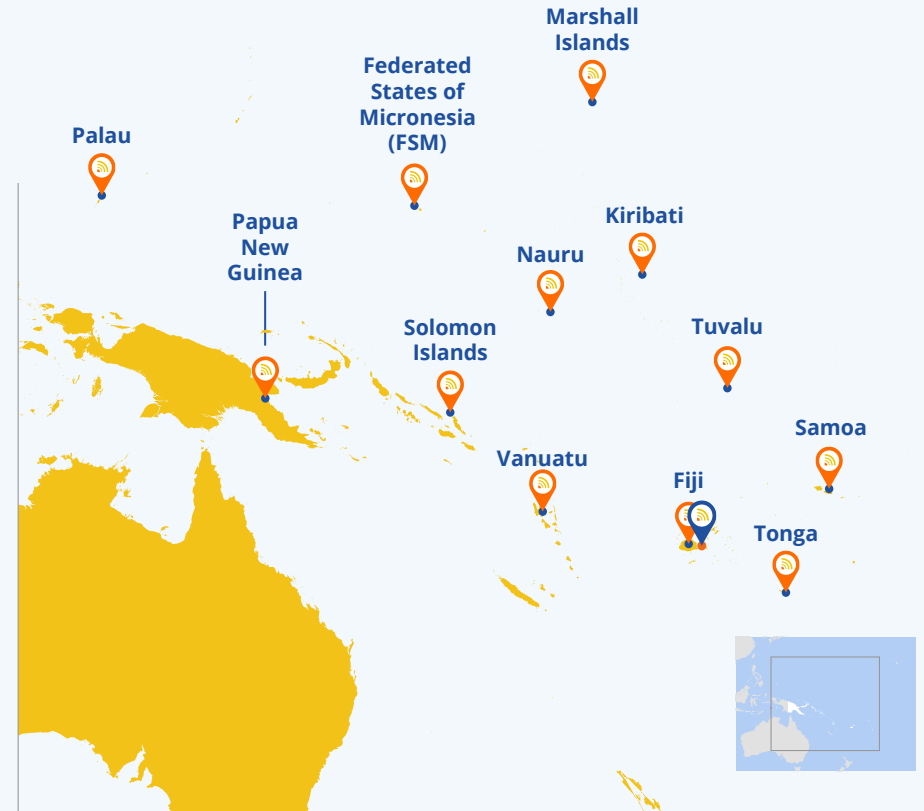 Marshall
Islands
Federated
States of
Micronesia
(FSM)
Palau
Papua
New
Guinea
Kiribati
Nauru
Solomon
Islands
Tuvalu
Samoa
Vanuatu
Fiji
Tonga